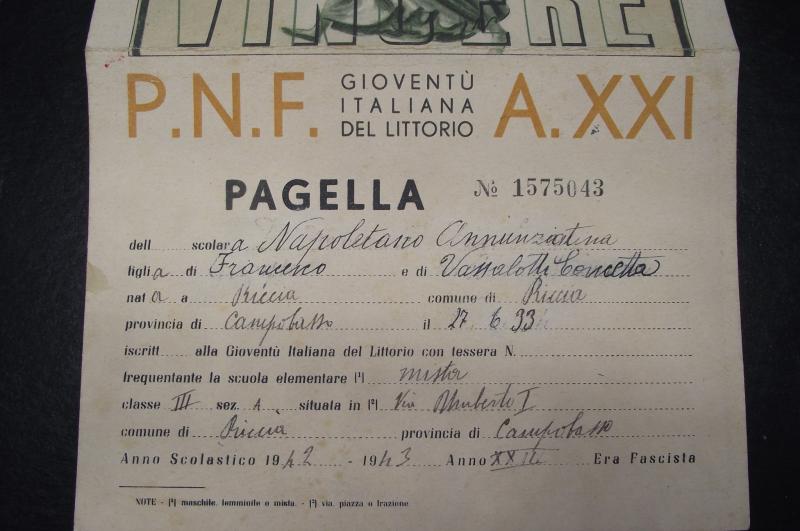 VINCERE
P.N.F. GIOVENTÙ ITALIANA DEL LITTORIO A.XXI
PAGELLA № 1575043
dell scolara Napoletano Annunziatina
figlia di Francesco e di Vassalotti Concetta
nata a Riccia comune di Riccia
provincia di Campobasso il 27.6.33
iscritt alla Gioventù Italiana del Littorio con tessera N.
frequentante la scuola elementare (¹) mista
classe III sez. A situata in (²) Via Umberto I
comune di Riccia provincia di Campobasso
Anno Scolastico 1942 - 1943 Anno Era Fascista
NOTE - (¹) maschile, femminile o mista. - (²) via, piazza o frazione